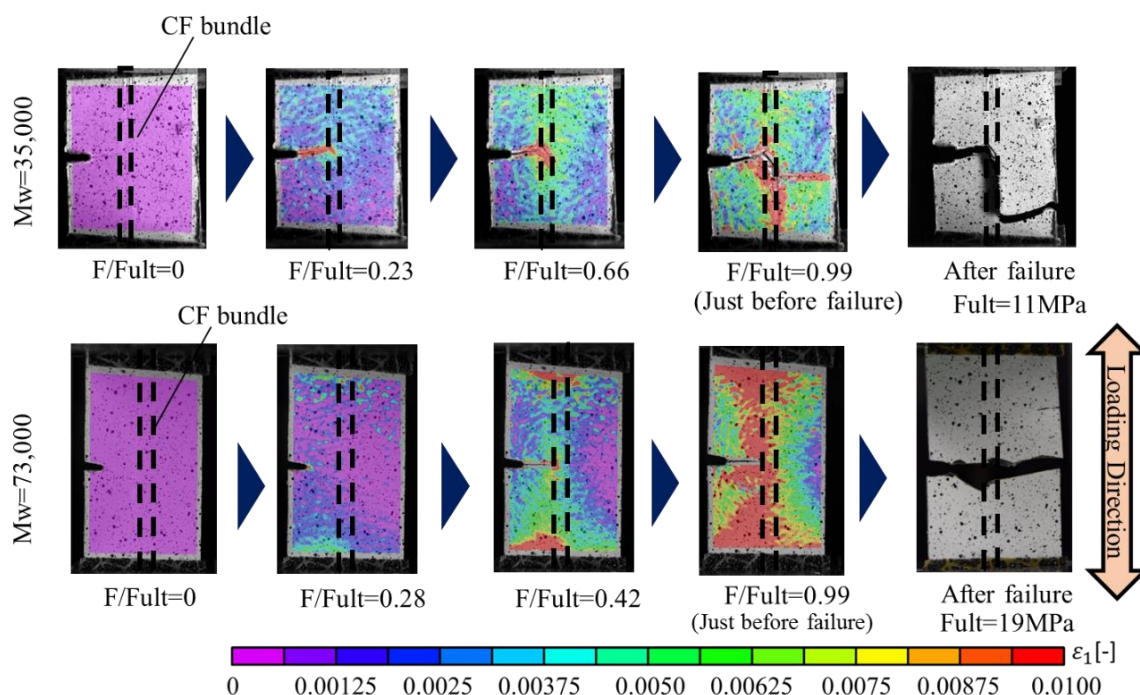 CF bundle
Mw=35,000
F/Fult=0
F/Fult=0.23
F/Fult=0.66
F/Fult=0.99
(Just before failure)
After failure
Fult=11MPa
CF bundle
Mw=73,000
F/Fult=0
F/Fult=0.28
F/Fult=0.42
F/Fult=0.99
(Just before failure)
After failure
Fult=19MPa
Loading Direction
ε₁[-]
0 0.00125 0.0025 0.00375 0.0050 0.00625 0.0075 0.00875 0.0100